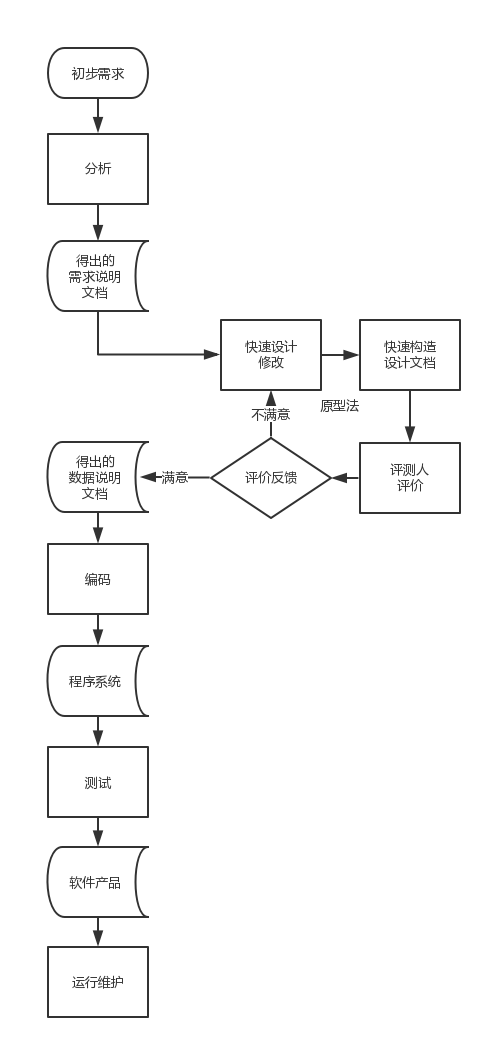 初步需求
分析
得出的
需求说明
文档
快速设计
修改
快速构造
设计文档
不满意
原型法
得出的
数据说明
文档
满意
评价反馈
评测人
评价
编码
程序系统
测试
软件产品
运行维护